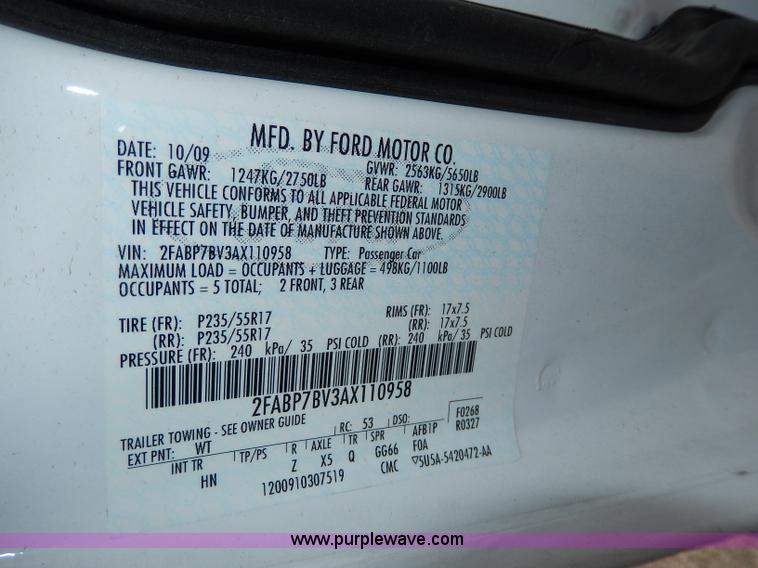 MFD. BY FORD MOTOR CO.
DATE: 10/09 GVWR: 2563KG/5650LB
FRONT GAWR: 1247KG/2750LB REAR GAWR: 1315KG/2900LB
THIS VEHICLE CONFORMS TO ALL APPLICABLE FEDERAL MOTOR
VEHICLE SAFETY, BUMPER, AND THEFT PREVENTION STANDARDS
IN EFFECT ON THE DATE OF MANUFACTURE SHOWN ABOVE.
VIN: 2FABP7BV3AX110958 TYPE: Passenger Car
MAXIMUM LOAD = OCCUPANTS + LUGGAGE = 498KG/1100LB
OCCUPANTS = 5 TOTAL; 2 FRONT, 3 REAR
TIRE (FR): P235/55R17 RIMS (FR): 17x7.5
(RR): P235/55R17 (RR): 17x7.5
PRESSURE (FR): 240 kPa/ 35 PSI COLD (RR): 240 kPa/ 35 PSI COLD
2FABP7BV3AX110958
TRAILER TOWING - SEE OWNER GUIDE
EXT PNT: WT RC: 53 DSO: AFB1P F0268
R0327
INT TR TP/PS R AXLE TR SPR FOA
HN Z X5 Q GG66 CMC 5U5A-5420472-AA
1200910307519
www.purplewave.com